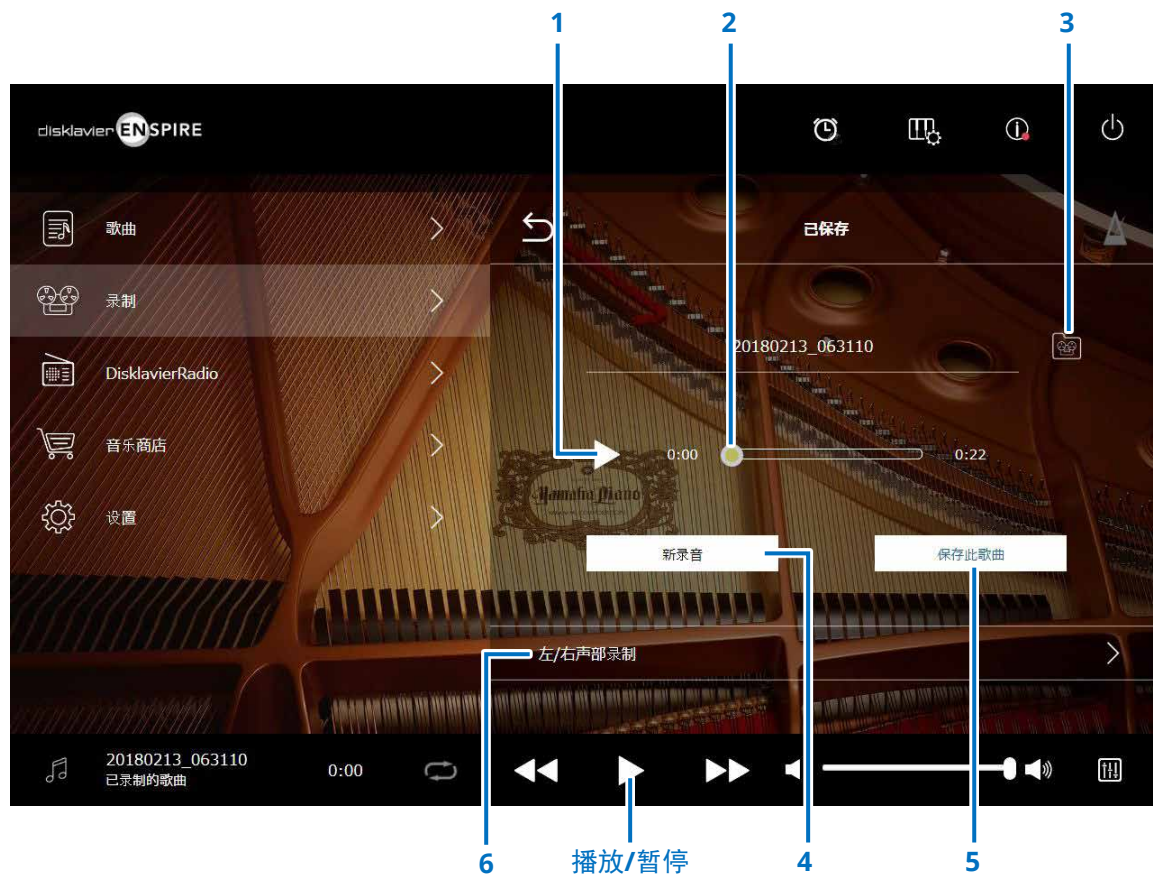 1 2 3
disklavier ENSPIRE
歌曲
已保存
录制
20180213_063110
DisklavierRadio
音乐商店
0:00
0:22
Yamaha Piano
设置
新录音
保存此歌曲
左/右声部录制
20180213_063110
已录制的歌曲
0:00
6 播放/暂停 4 5